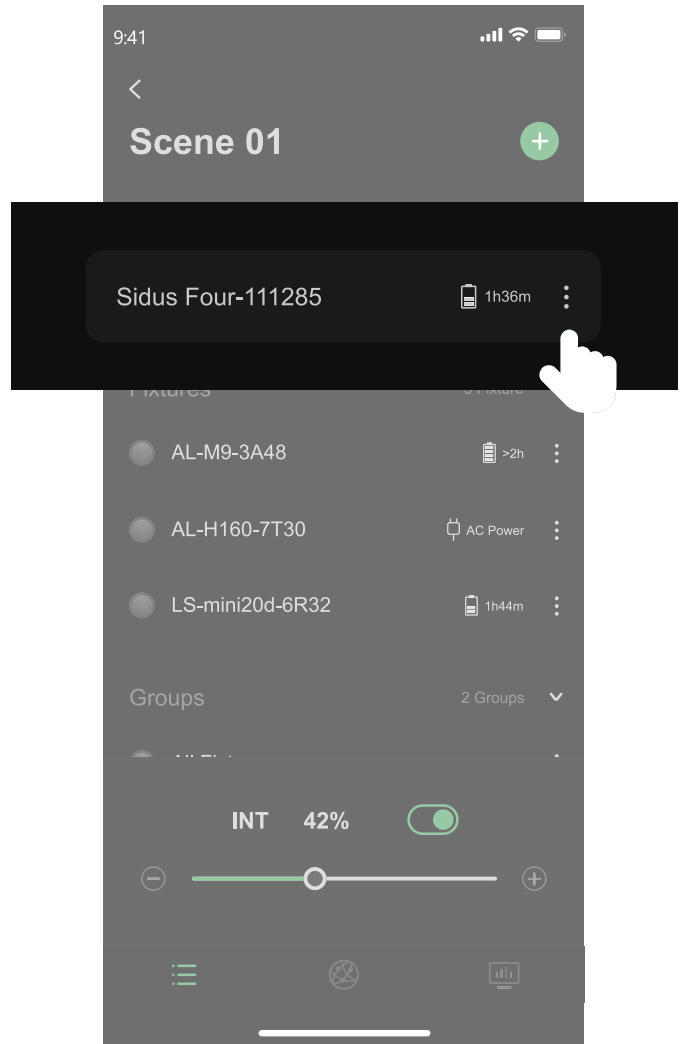 9:41
Scene 01
Sidus Four-111285 1h36m
Fixtures
AL-M9-3A48 >2h
AL-H160-7T30 AC Power
LS-mini20d-6R32 1h44m
Groups 2 Groups
INT 42%